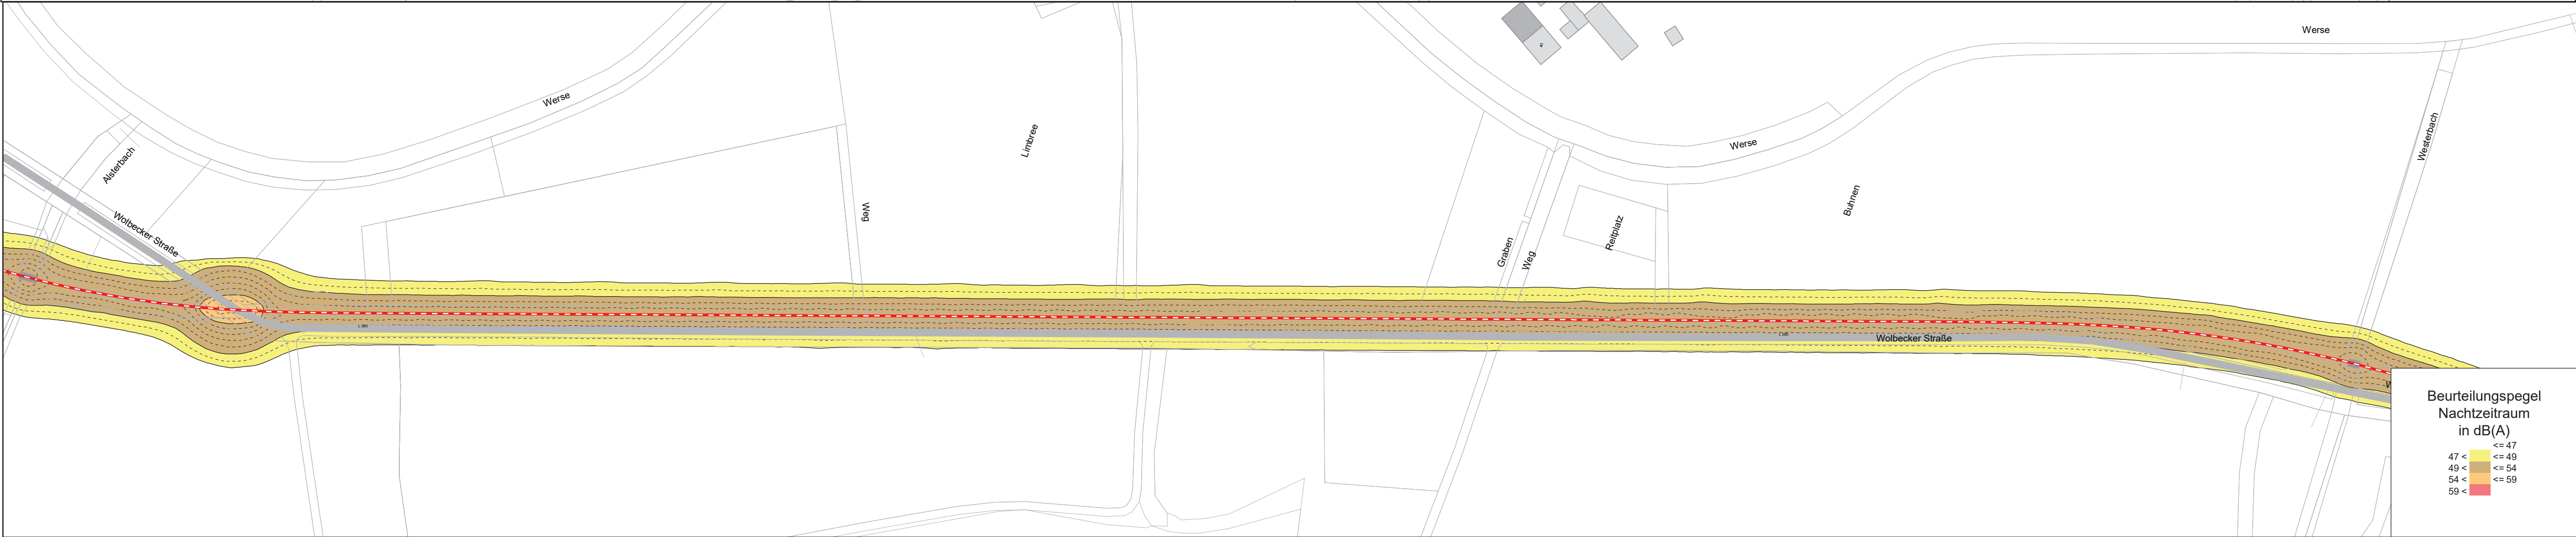 Werse
Werse
Limbree
Alsterbach
Wolbecker Straße
Weg
Werse
Westerbach
Buhnen
Reitplatz
Graben
Weg
Wolbecker Straße
Beurteilungspegel
Nachtzeitraum
in dB(A)
<= 47
47 < <= 49
49 < <= 54
54 < <= 59
59 <